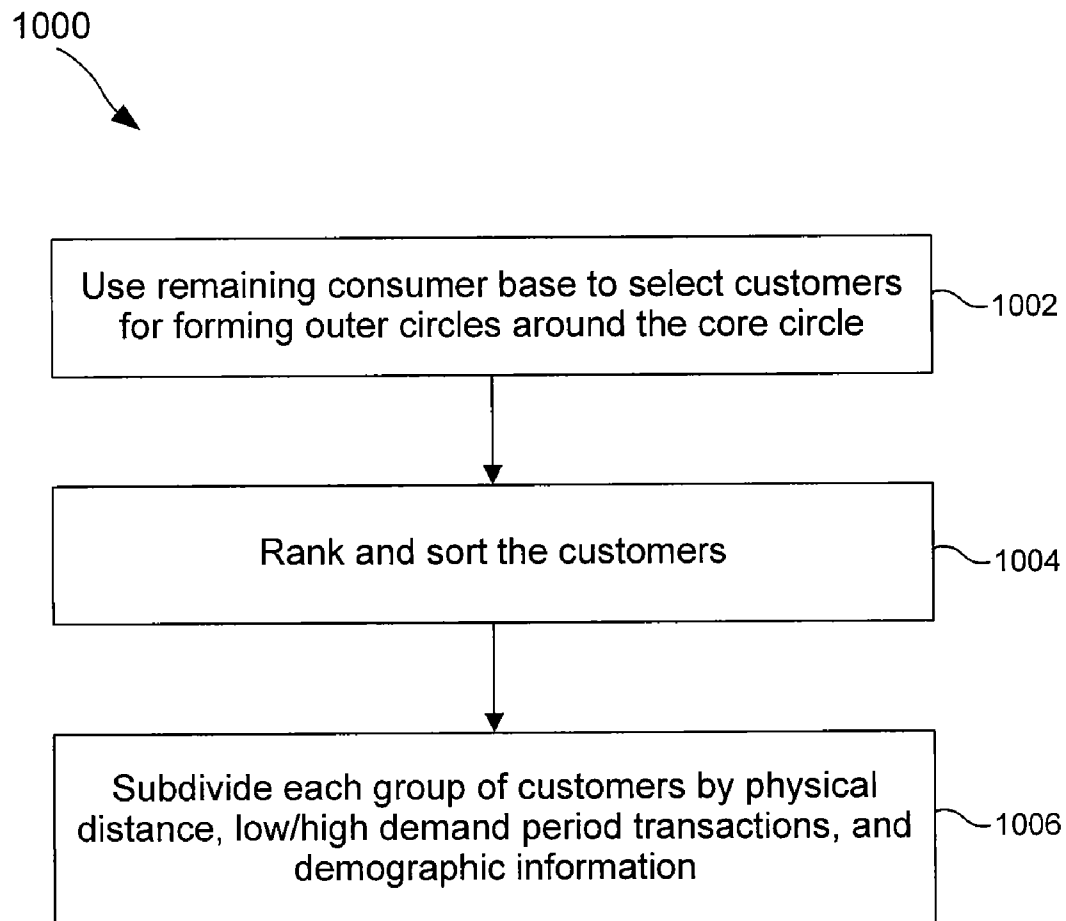 1000
Use remaining consumer base to select customers
for forming outer circles around the core circle
1002
Rank and sort the customers
1004
Subdivide each group of customers by physical
distance, low/high demand period transactions, and
demographic information
1006